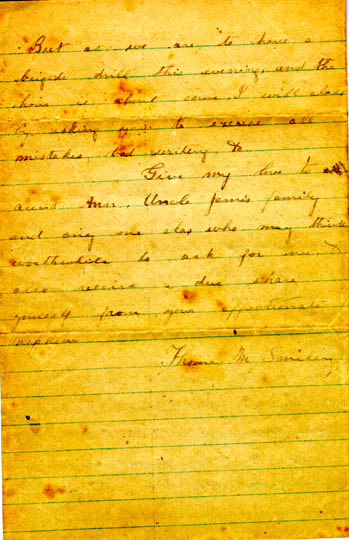 But as we are to have a
brigade drill this evening, and the
hour is about come I will close
by asking you to excuse all
mistakes, bad writing &c
Give my love to
aunt Ann, Uncle James family
and any one else who may think
worthwhile to ask for me, &
also receive a due share
yourself from your affectionate
nephew
Thomas M Smiley